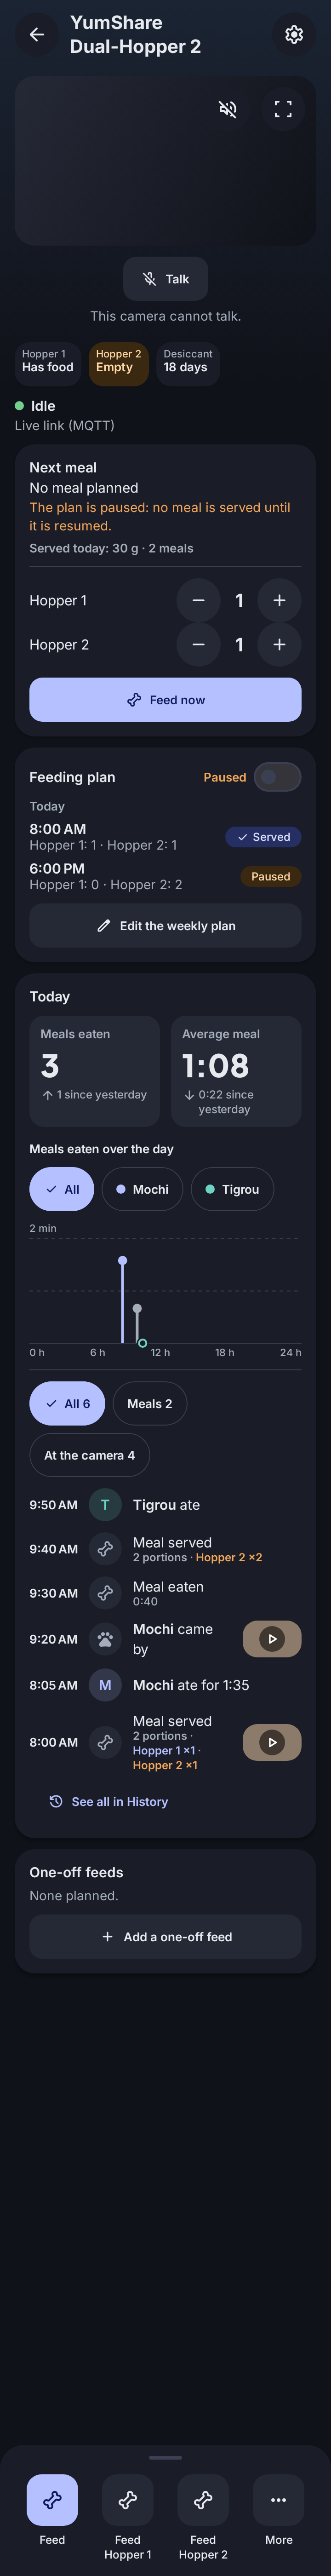 YumShare
Dual-Hopper 2
Talk
This camera cannot talk.
Hopper 1
Has food
Hopper 2
Empty
Desiccant
18 days
Idle
Live link (MQTT)
Next meal
No meal planned
The plan is paused: no meal is served until
it is resumed.
Served today: 30 g · 2 meals
Hopper 1
1
Hopper 2
1
Feed now
Feeding plan
Paused
Today
8:00 AM
Hopper 1: 1 · Hopper 2: 1
Served
6:00 PM
Hopper 1: 0 · Hopper 2: 2
Paused
Edit the weekly plan
Today
Meals eaten
3
1 since yesterday
Average meal
1:08
0:22 since
yesterday
Meals eaten over the day
All
Mochi
Tigrou
2 min
0 h 6 h 12 h 18 h 24 h
All 6
Meals 2
At the camera 4
9:50 AM
T
Tigrou ate
9:40 AM
Meal served
2 portions · Hopper 2 ×2
9:30 AM
Meal eaten
0:40
9:20 AM
Mochi came
by
8:05 AM
M
Mochi ate for 1:35
8:00 AM
Meal served
2 portions ·
Hopper 1 ×1 ·
Hopper 2 ×1
See all in History
One-off feeds
None planned.
Add a one-off feed
Feed
Feed
Hopper 1
Feed
Hopper 2
More